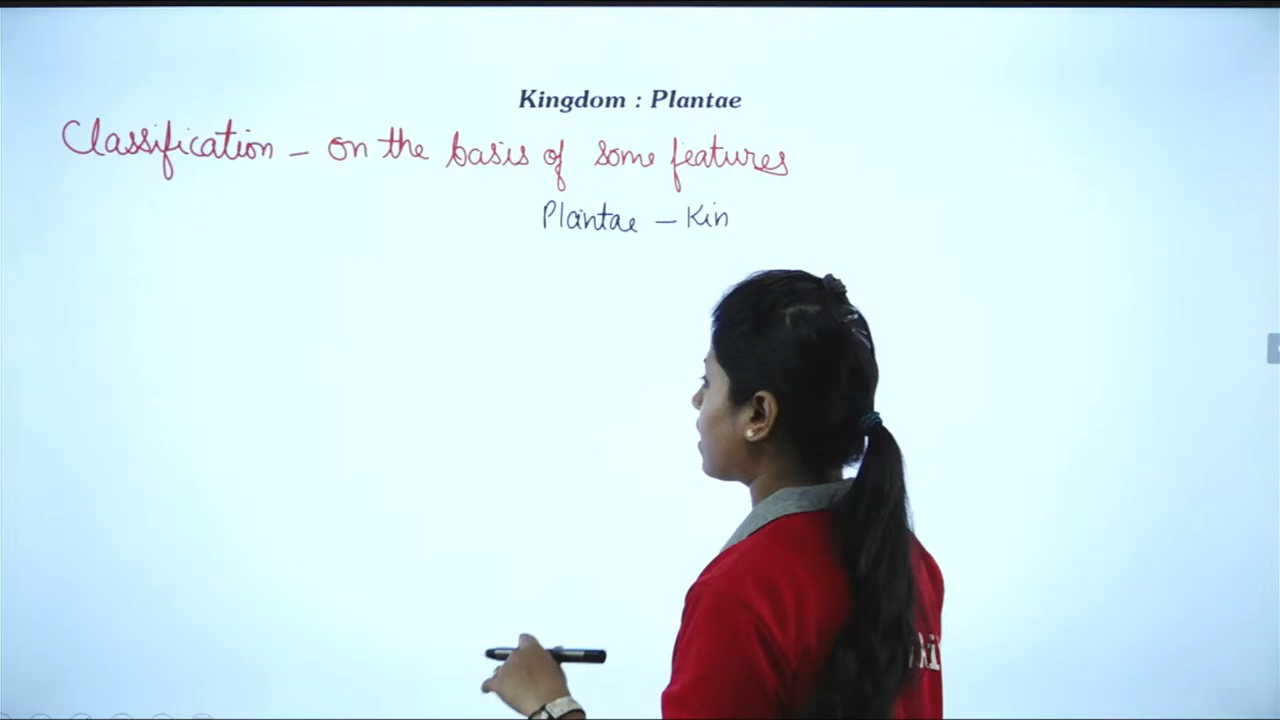 Kingdom : Plantae
Classification – on the basis of some features
Plantae – Kin